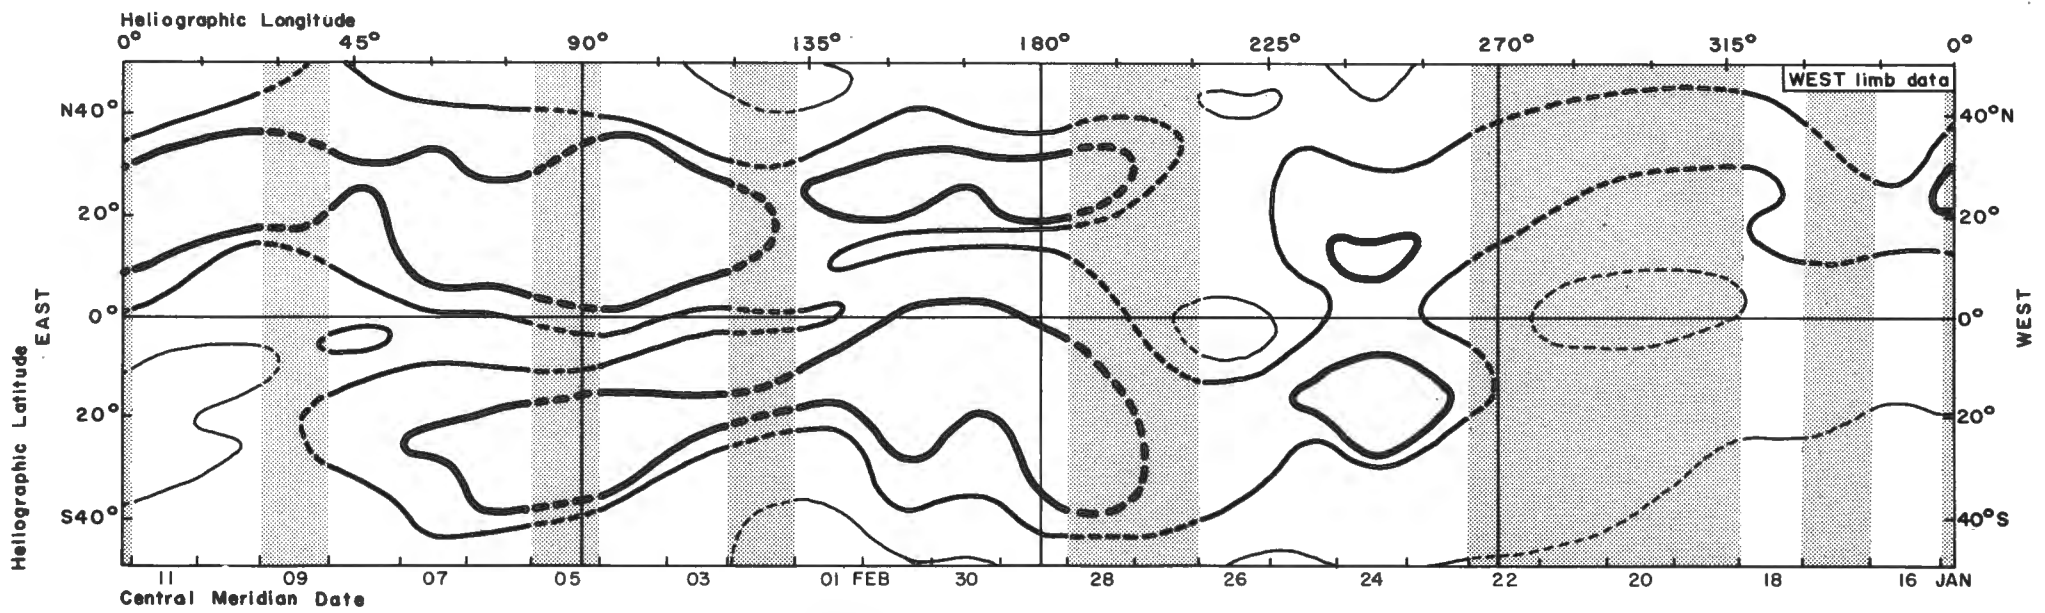 Heliographic Longitude
0° 45° 90° 135° 180° 225° 270° 315° 0°
WEST limb data
N40° 40°N
20° 20°
0° 0°
20° 20°
S40° 40°S
EAST
WEST
Heliographic Latitude
11 09 07 05 03 01 FEB 30 28 26 24 22 20 18 16 JAN
Central Meridian Date